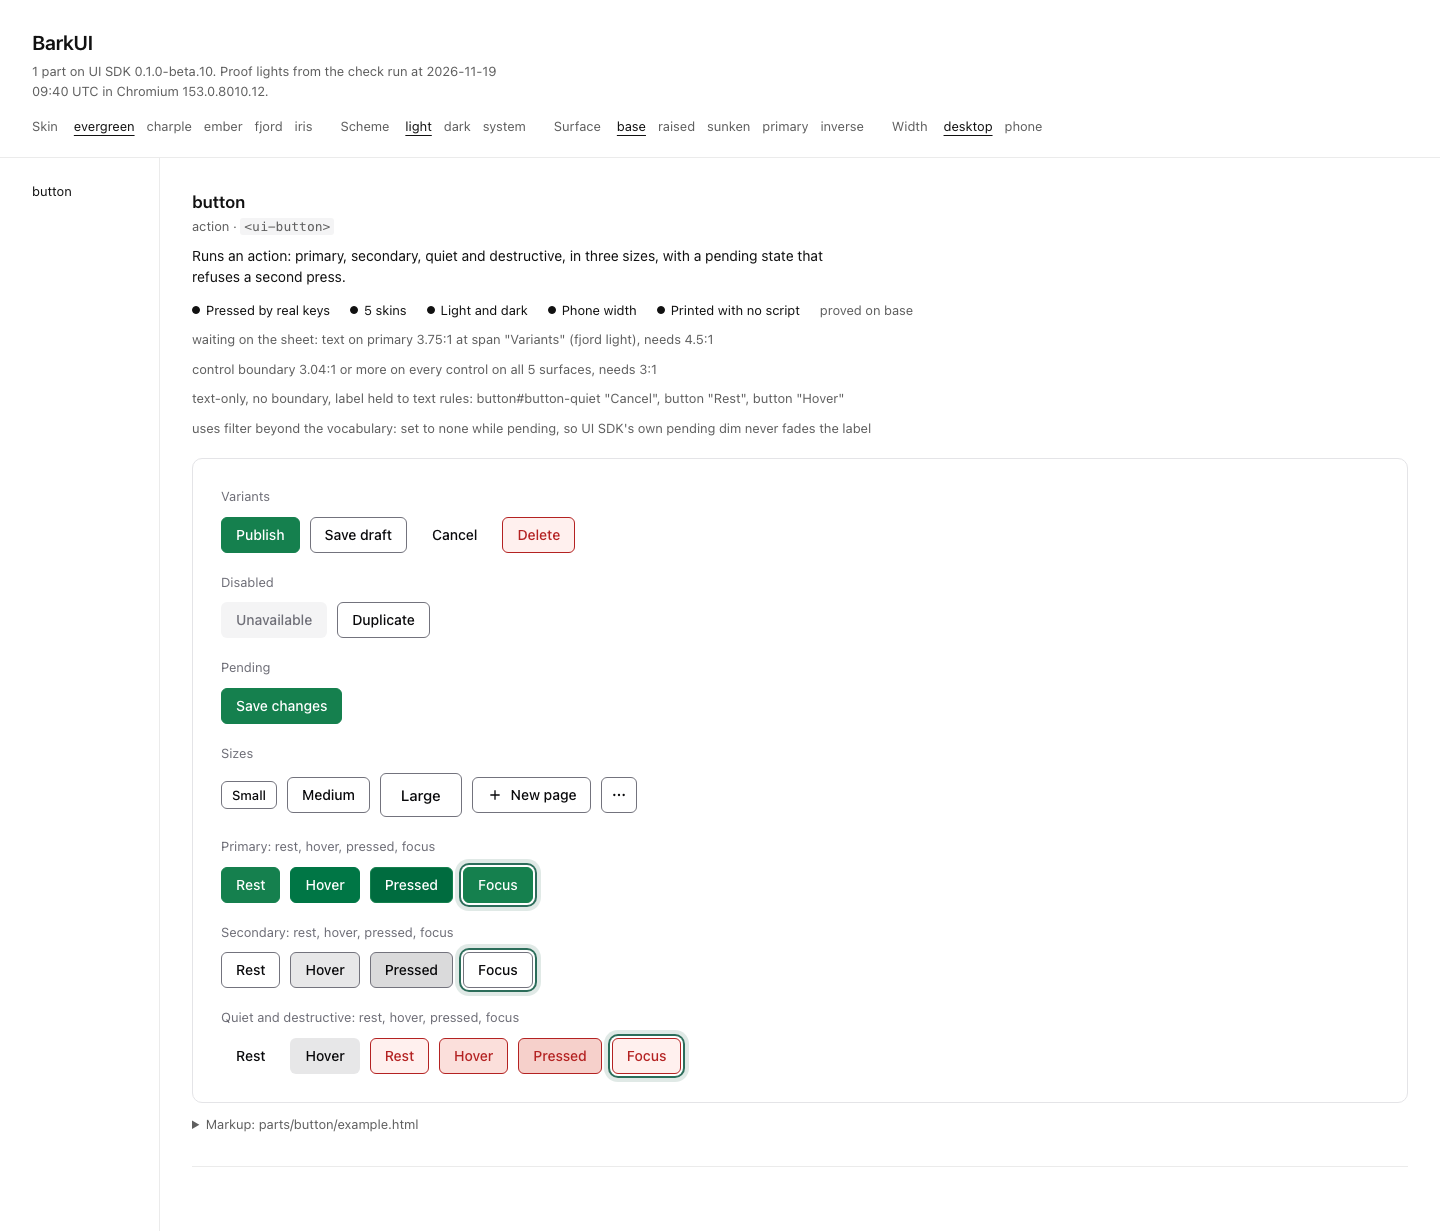 BarkUI
1 part on UI SDK 0.1.0-beta.10. Proof lights from the check run at 2026-11-19
09:40 UTC in Chromium 153.0.8010.12.
Skin evergreen charple ember fjord iris Scheme light dark system Surface base raised sunken primary inverse Width desktop phone
button
button
action · <ui-button>
Runs an action: primary, secondary, quiet and destructive, in three sizes, with a pending state that
refuses a second press.
Pressed by real keys 5 skins Light and dark Phone width Printed with no script proved on base
waiting on the sheet: text on primary 3.75:1 at span "Variants" (fjord light), needs 4.5:1
control boundary 3.04:1 or more on every control on all 5 surfaces, needs 3:1
text-only, no boundary, label held to text rules: button#button-quiet "Cancel", button "Rest", button "Hover"
uses filter beyond the vocabulary: set to none while pending, so UI SDK's own pending dim never fades the label
Variants
Publish Save draft Cancel Delete
Disabled
Unavailable Duplicate
Pending
Save changes
Sizes
Small Medium Large + New page ···
Primary: rest, hover, pressed, focus
Rest Hover Pressed Focus
Secondary: rest, hover, pressed, focus
Rest Hover Pressed Focus
Quiet and destructive: rest, hover, pressed, focus
Rest Hover Rest Hover Pressed Focus
Markup: parts/button/example.html